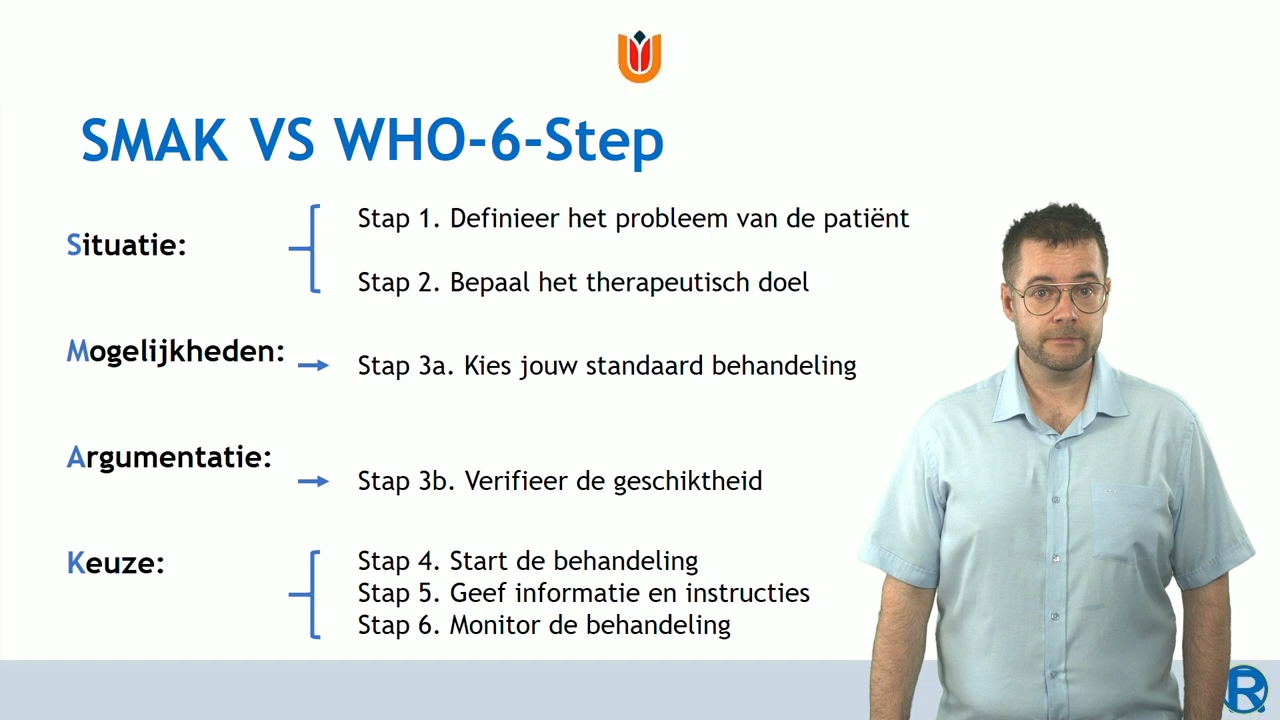 SMAK VS WHO-6-Step
Situatie:
Stap 1. Definieer het probleem van de patiënt
Stap 2. Bepaal het therapeutisch doel
Mogelijkheden:
Stap 3a. Kies jouw standaard behandeling
Argumentatie:
Stap 3b. Verifieer de geschiktheid
Keuze:
Stap 4. Start de behandeling
Stap 5. Geef informatie en instructies
Stap 6. Monitor de behandeling
R